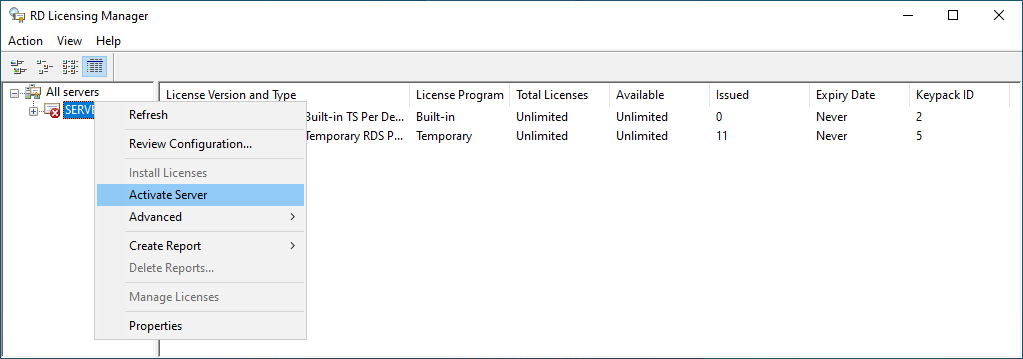 RD Licensing Manager
Action View Help
All servers
License Version and Type License Program Total Licenses Available Issued Expiry Date Keypack ID
Built-in TS Per De... Built-in Unlimited Unlimited 0 Never 2
Temporary RDS P... Temporary Unlimited Unlimited 11 Never 5
Refresh
Review Configuration...
Install Licenses
Activate Server
Advanced
Create Report
Delete Reports...
Manage Licenses
Properties